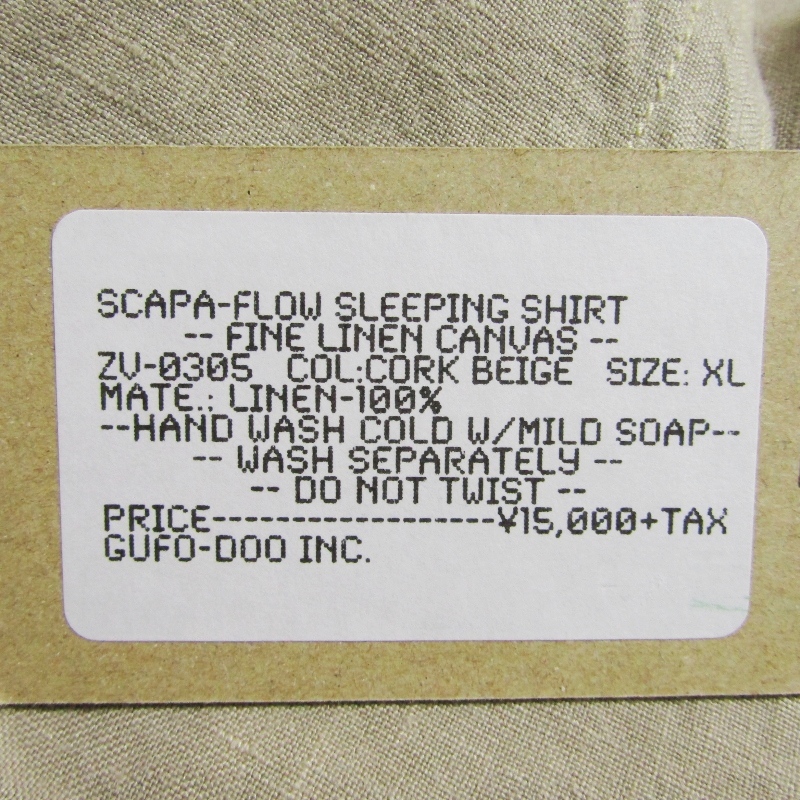 SCAPA-FLOW SLEEPING SHIRT
-- FINE LINEN CANVAS --
ZV-0305 COL:CORK BEIGE SIZE: XL
MATE.: LINEN-100%
--HAND WASH COLD W/MILD SOAP--
-- WASH SEPARATELY --
-- DO NOT TWIST --
PRICE------------------¥15,000+TAX
GUFO-DOO INC.